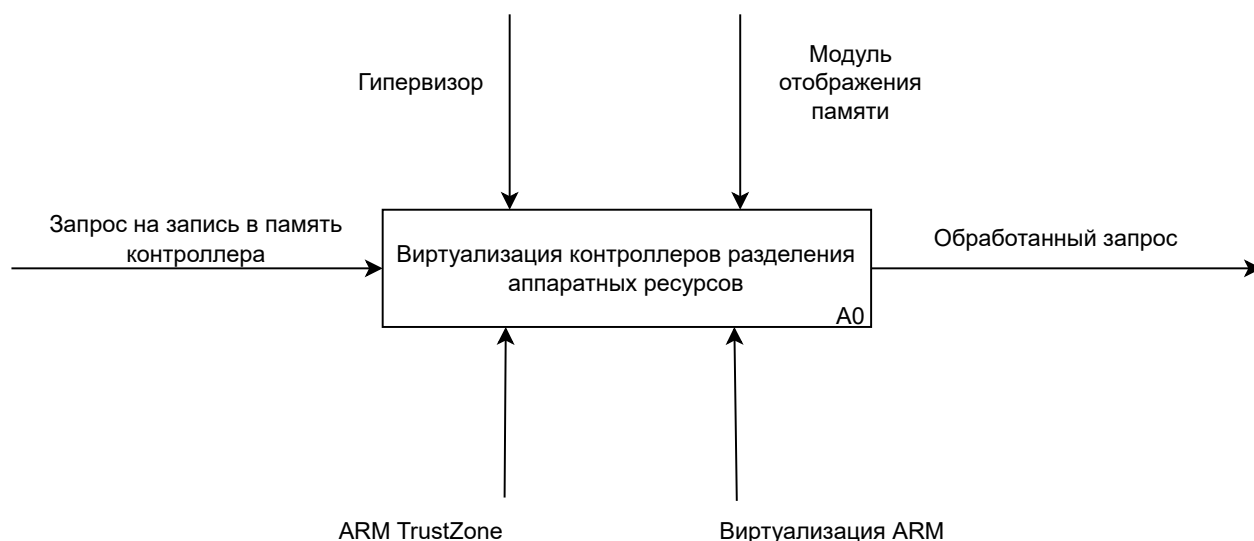 Гипервизор
Модуль
отображения
памяти
Запрос на запись в память
контроллера
Виртуализация контроллеров разделения
аппаратных ресурсов
A0
Обработанный запрос
ARM TrustZone
Виртуализация ARM